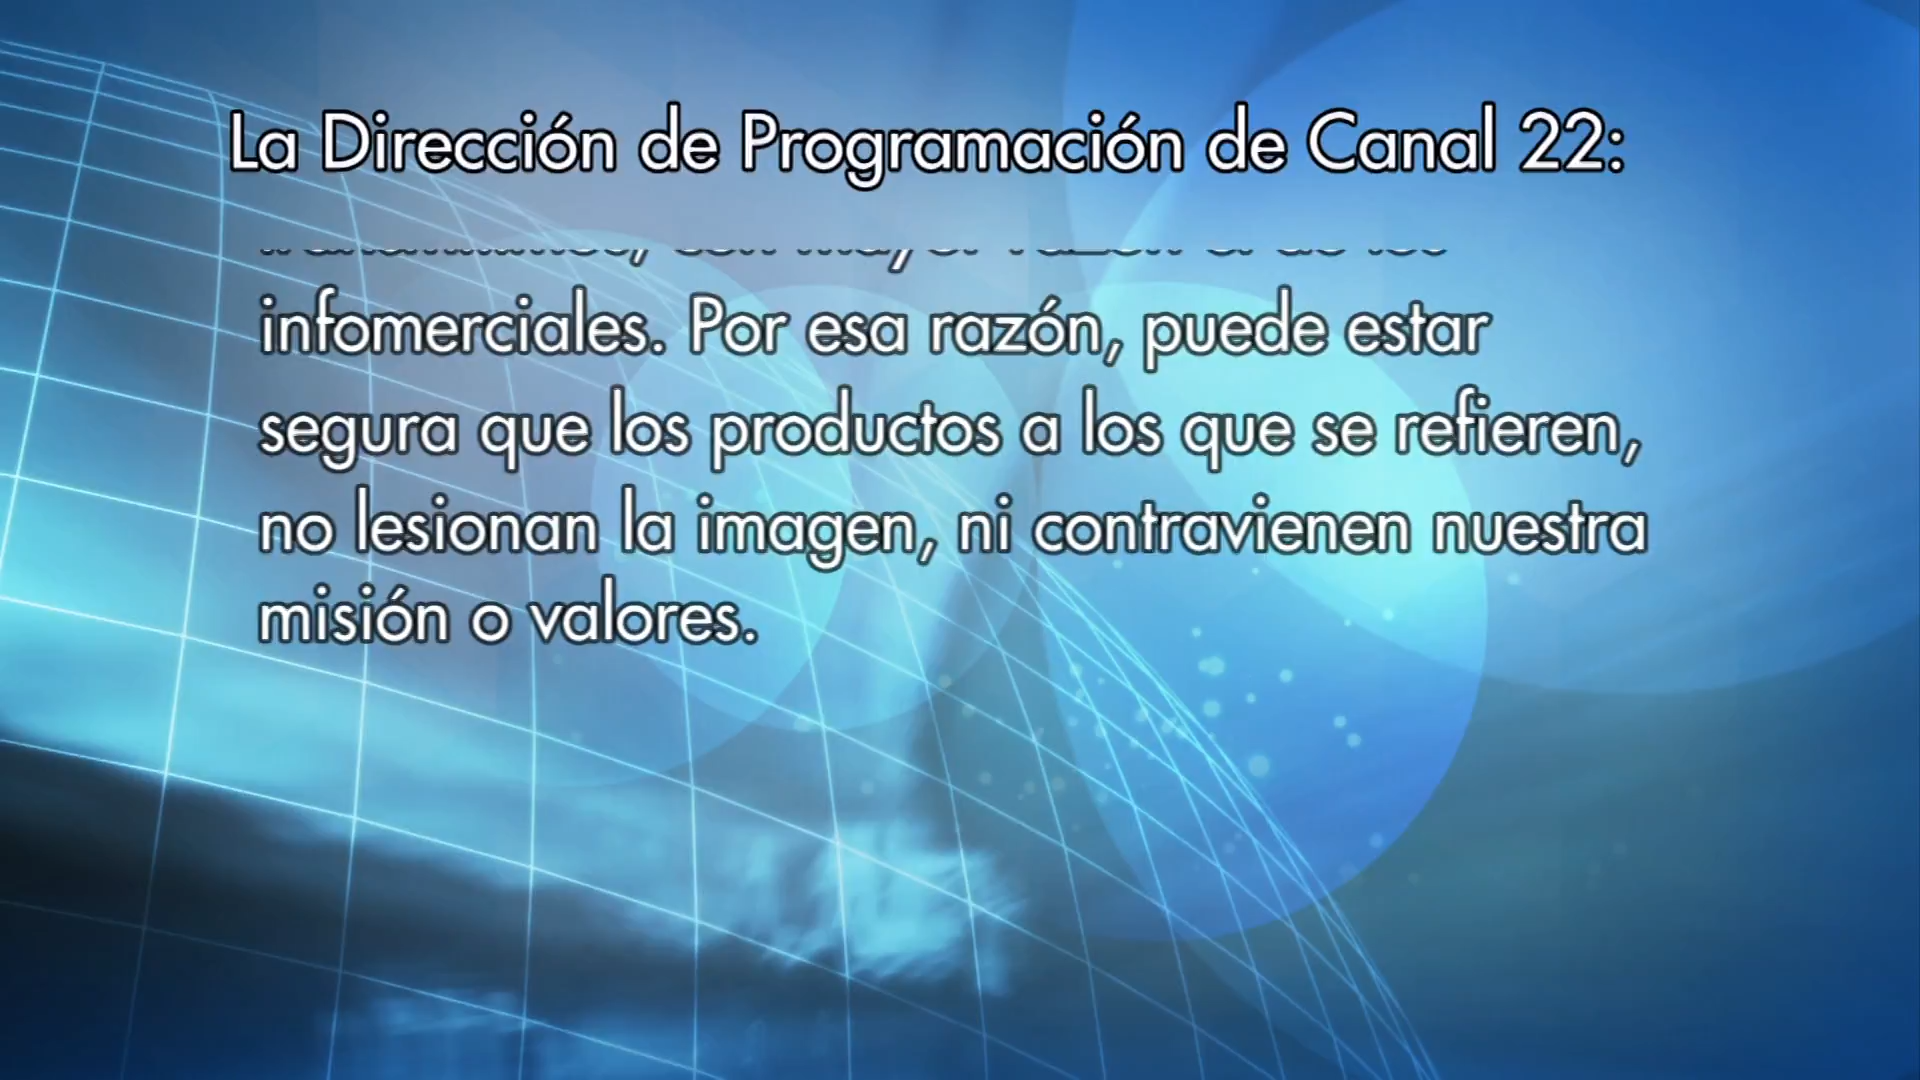 La Dirección de Programación de Canal 22:
infomerciales. Por esa razón, puede estar
segura que los productos a los que se refieren,
no lesionan la imagen, ni contravienen nuestra
misión o valores.